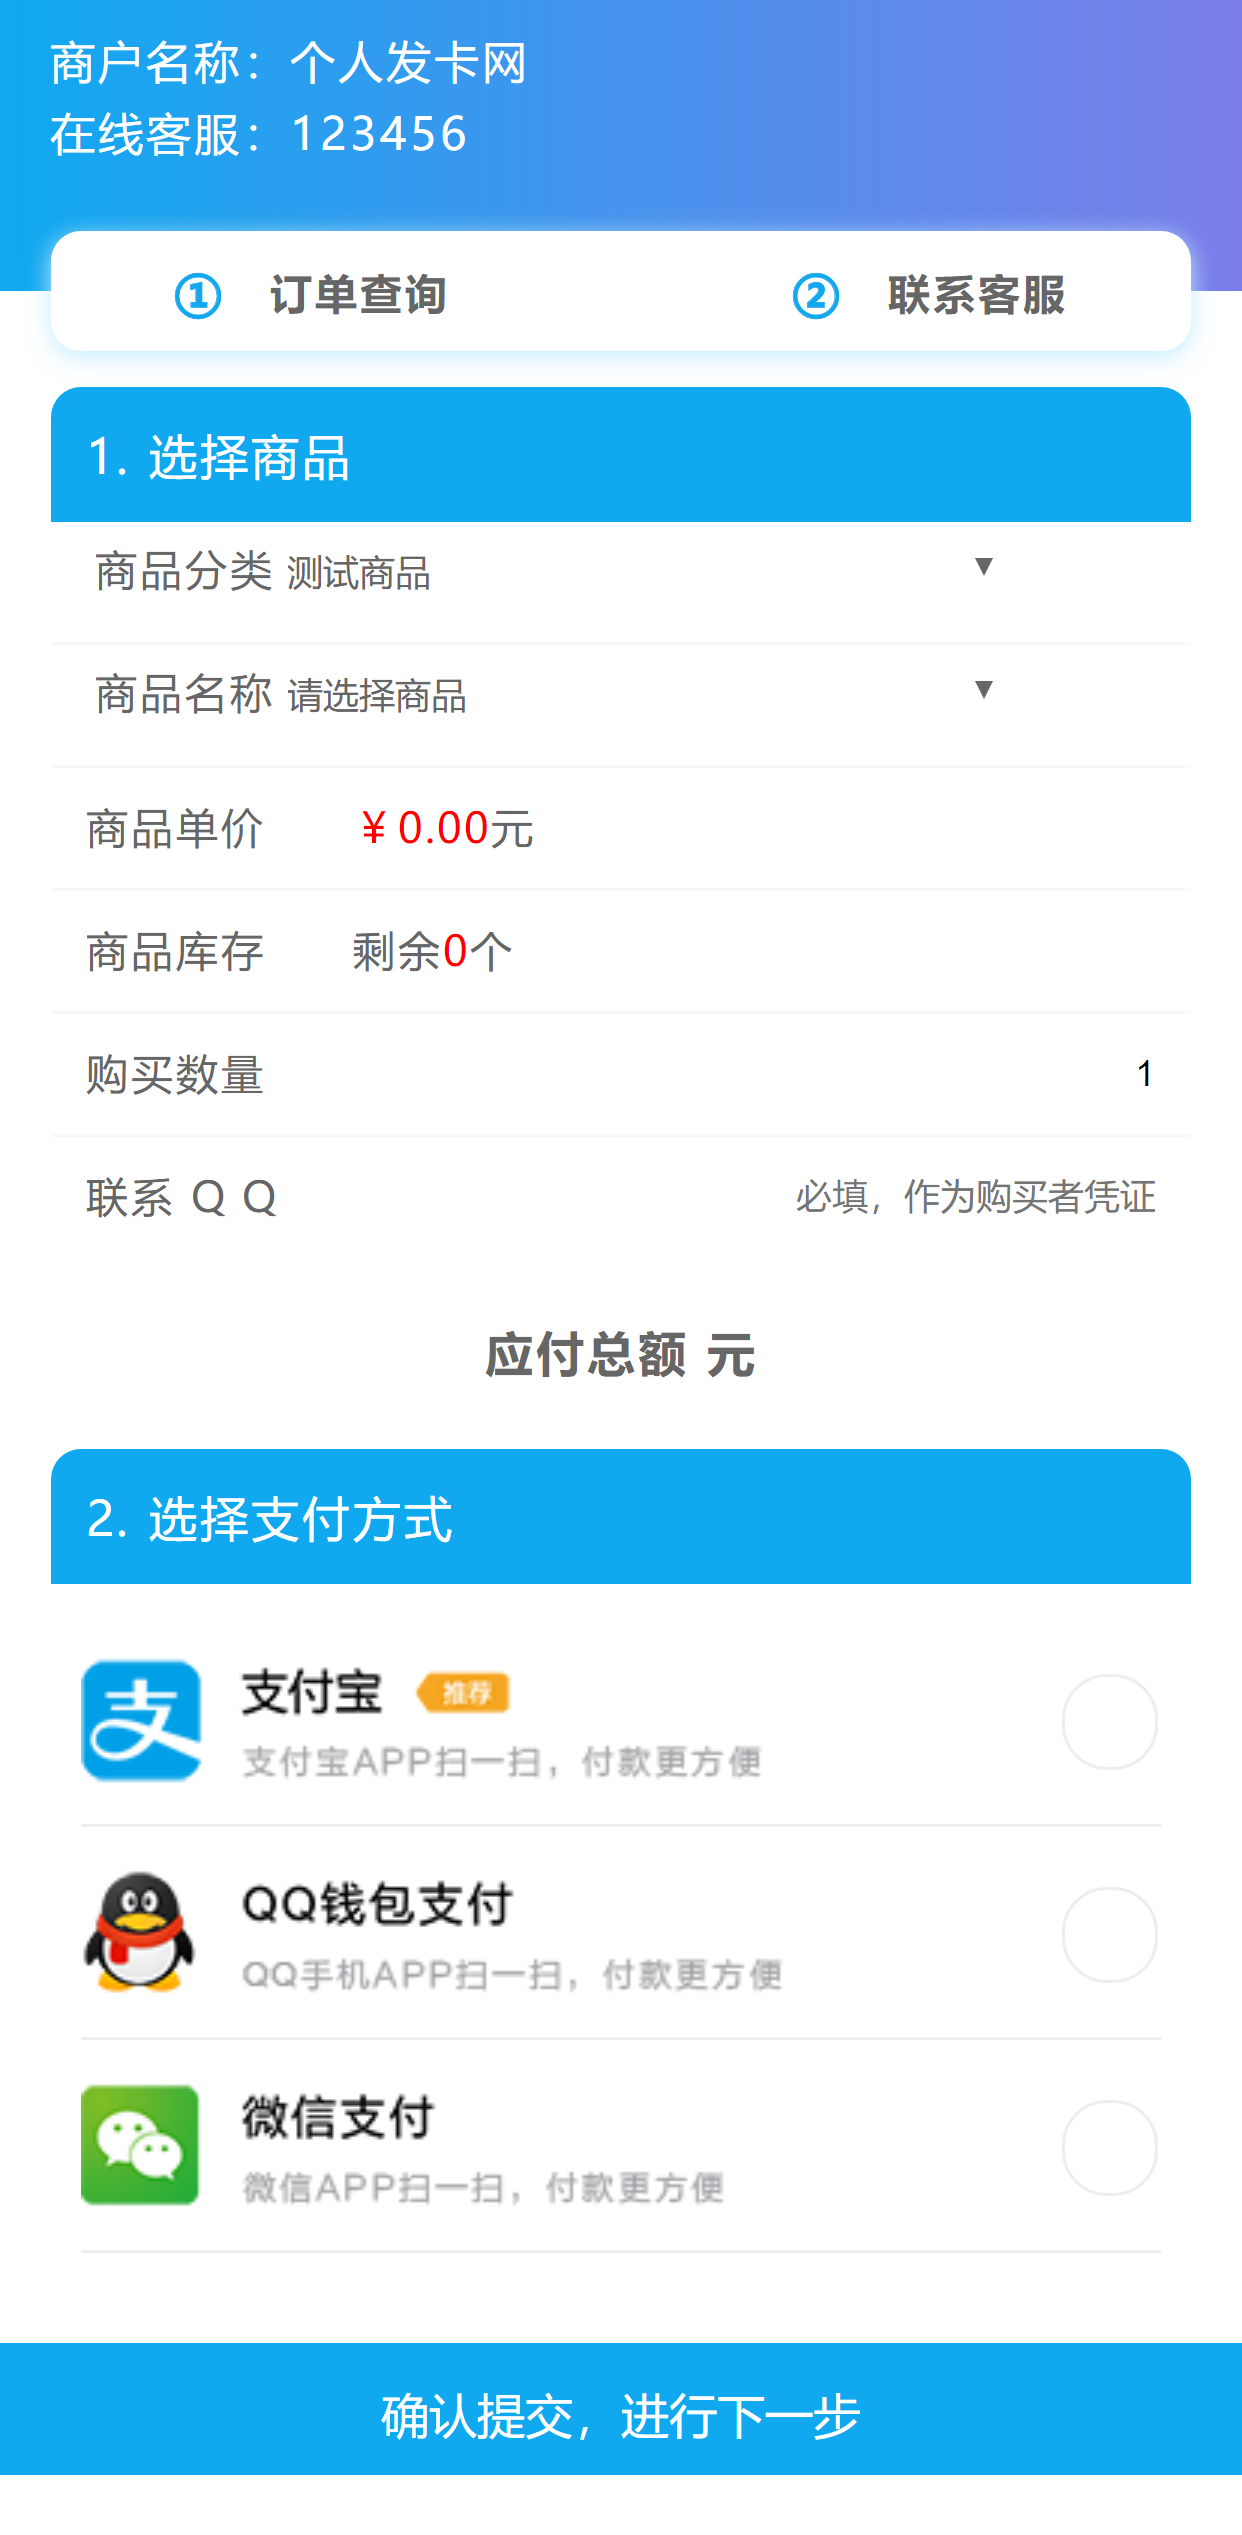 商户名称：个人发卡网
在线客服：123456
① 订单查询 ② 联系客服
1. 选择商品
商品分类 测试商品 ▼
商品名称 请选择商品 ▼
商品单价 ¥ 0.00元
商品库存 剩余0个
购买数量 1
联系 Q Q 必填，作为购买者凭证
应付总额 元
2. 选择支付方式
支
支付宝 推荐
支付宝APP扫一扫，付款更方便
QQ钱包支付
QQ手机APP扫一扫，付款更方便
微信支付
微信APP扫一扫，付款更方便
确认提交，进行下一步